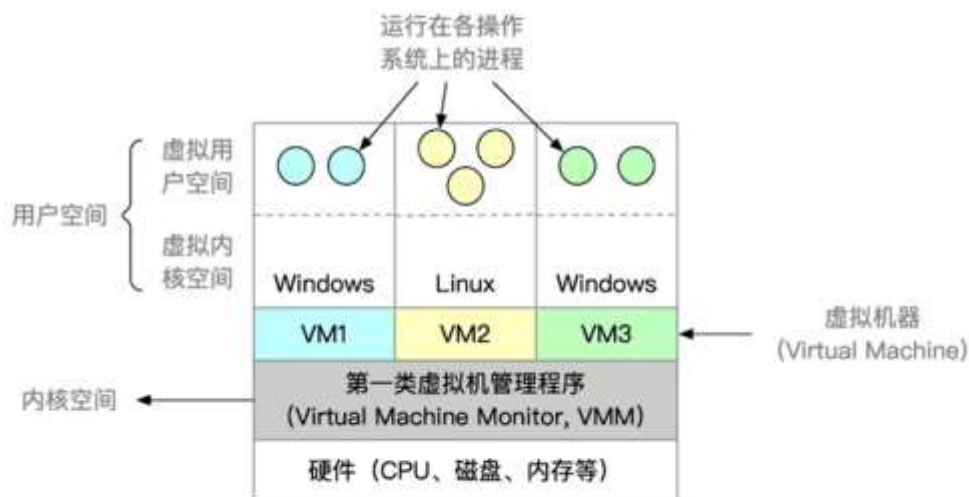 运行在各操作
系统上的进程
虚拟用
户空间
用户空间
虚拟内
核空间
Windows
Linux
Windows
VM1
VM2
VM3
虚拟机器
(Virtual Machine)
第一类虚拟机管理程序
(Virtual Machine Monitor, VMM)
内核空间
硬件（CPU、磁盘、内存等）